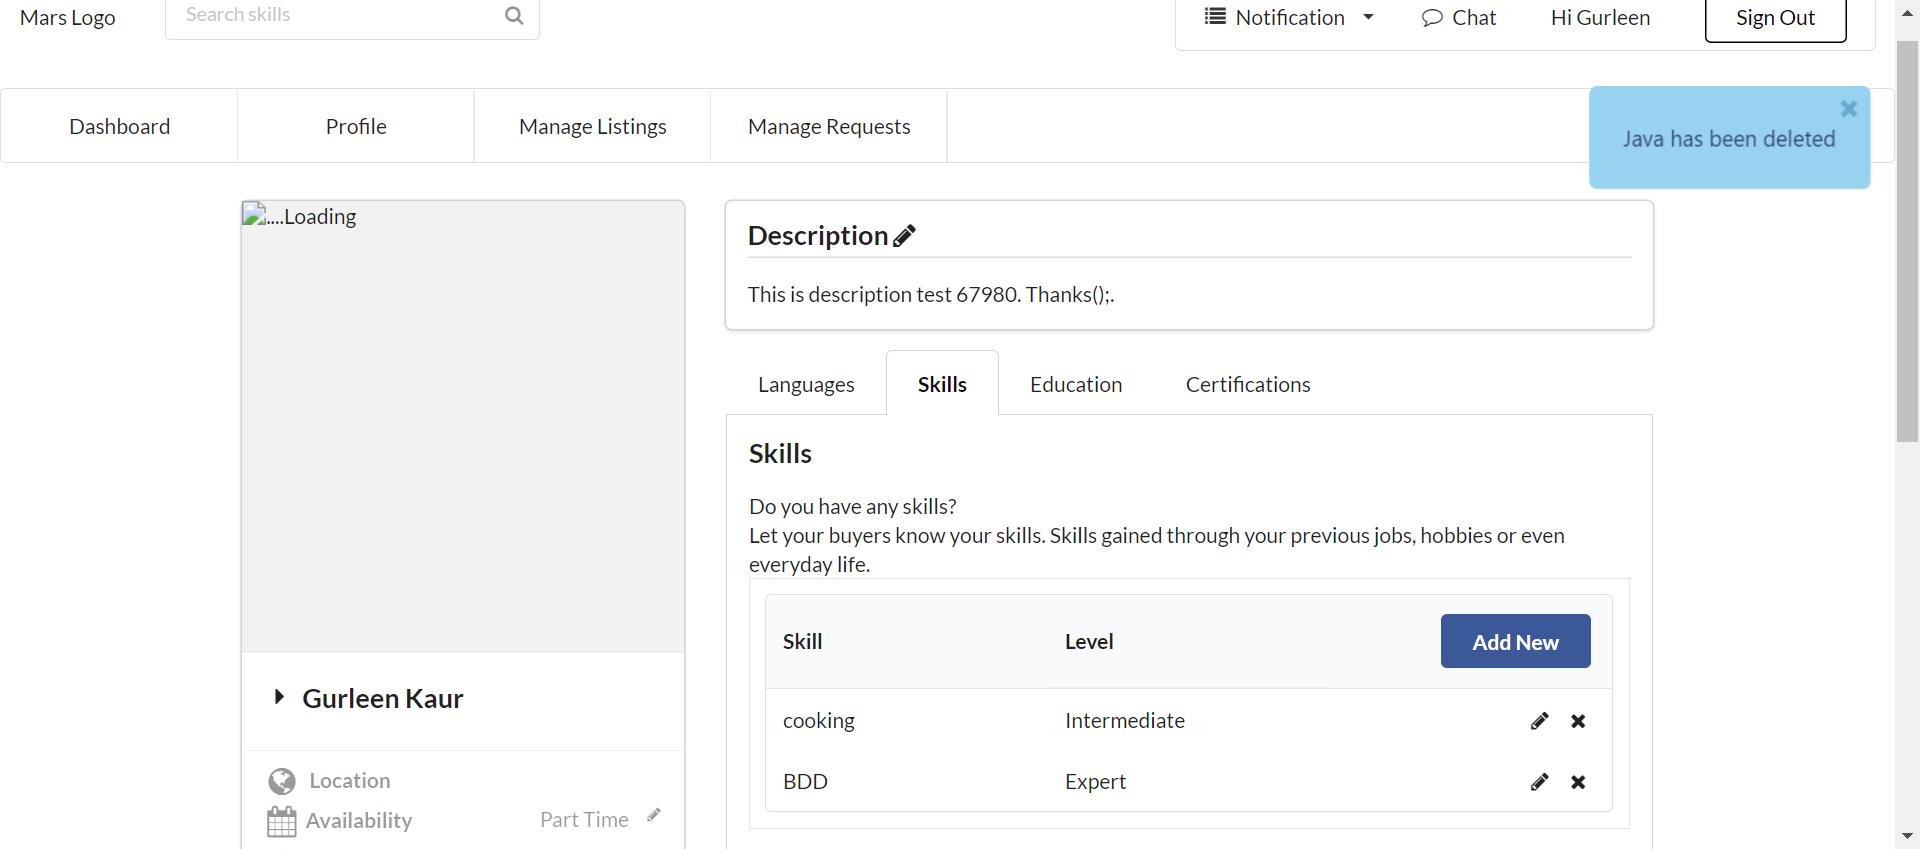 Mars Logo
Search skills
Notification
Chat
Hi Gurleen
Sign Out
Dashboard
Profile
Manage Listings
Manage Requests
Java has been deleted
....Loading
Description
This is description test 67980. Thanks();.
Languages
Skills
Education
Certifications
Skills
Do you have any skills?
Let your buyers know your skills. Skills gained through your previous jobs, hobbies or even
everyday life.
Skill Level Add New
cooking Intermediate
BDD Expert
Gurleen Kaur
Location
Availability Part Time